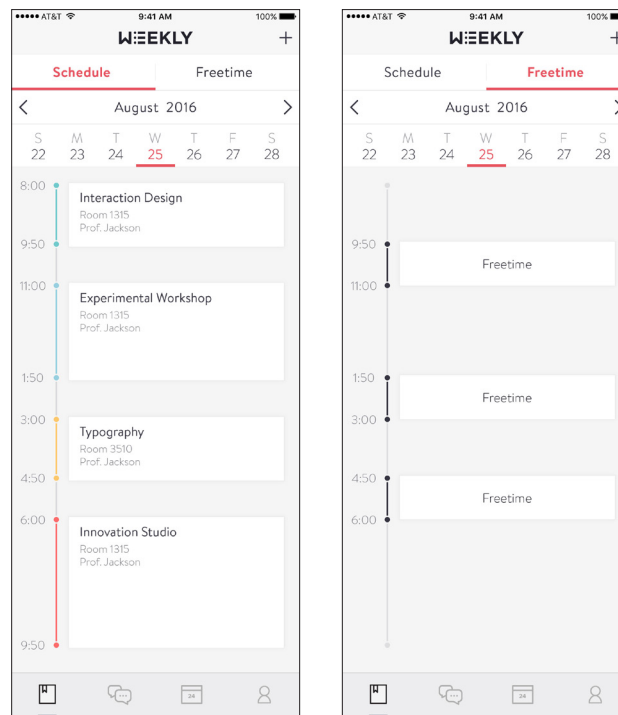 AT&T 9:41 AM 100%
WEEKLY +
Schedule Freetime
August 2016
S M T W T F S
22 23 24 25 26 27 28
8:00
Interaction Design
Room 1315
Prof. Jackson
9:50
11:00
Experimental Workshop
Room 1315
Prof. Jackson
1:50
3:00
Typography
Room 3510
Prof. Jackson
4:50
6:00
Innovation Studio
Room 1315
Prof. Jackson
9:50
W
24
AT&T 9:41 AM 100%
WEEKLY +
Schedule Freetime
August 2016
S M T W T F S
22 23 24 25 26 27 28
9:50
Freetime
11:00
1:50
Freetime
3:00
4:50
Freetime
6:00
W
24